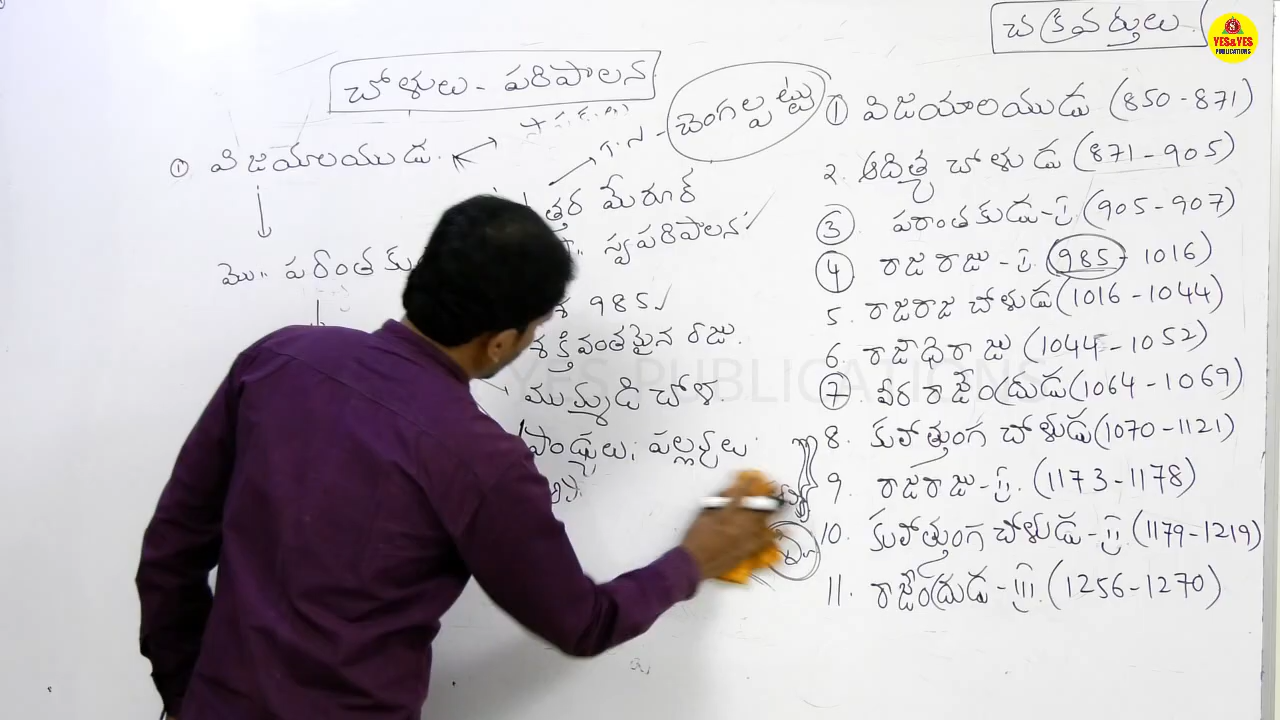 చోళులు - పరిపాలన
చెంగల్పట్టు
① విజయాలయుడు.
త్తర మేరూర్
స్వపరిపాలన
మొ॥ పరాంతకు
985
శక్తివంతమైన రాజు.
ముమ్మడి చోళ.
పాండ్యులు; పల్లవులు
చక్రవర్తులు
YES&YES
PUBLICATIONS
① విజయాలయుడు (850-871)
2. ఆదిత్య చోళుడు (871-905)
③ పరాంతకుడు-I (905-907)
④ రాజరాజు-I (985-1016)
5. రాజరాజ చోళుడు (1016-1044)
6. రాజాధిరాజు (1044-1052)
⑦ వీర రాజేంద్రుడు (1064-1069)
8. కులోత్తుంగ చోళుడు (1070-1121)
9. రాజరాజు-II. (1173-1178)
10. కులోత్తుంగ చోళుడు-II (1179-1219)
11. రాజేంద్రుడు-III. (1256-1270)
YES PUBLICATIONS